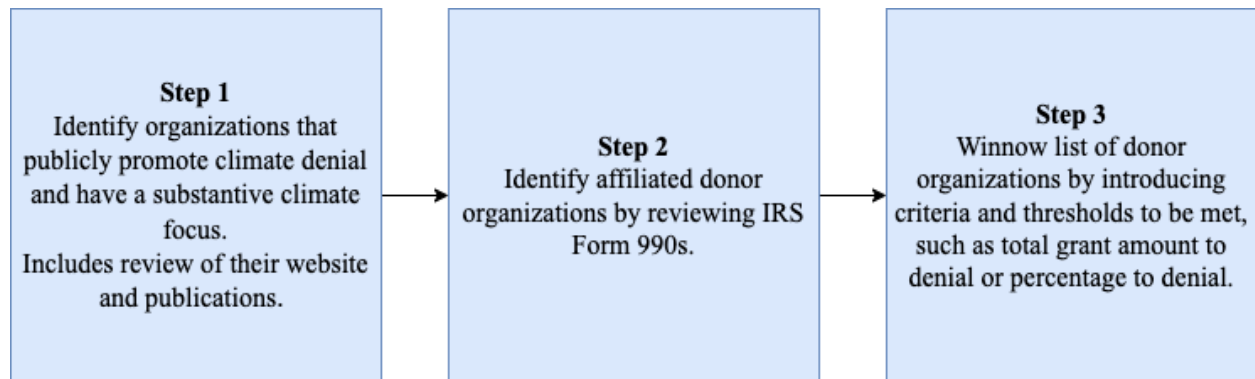 Step 1
Identify organizations that
publicly promote climate denial
and have a substantive climate
focus.
Includes review of their website
and publications.
Step 2
Identify affiliated donor
organizations by reviewing IRS
Form 990s.
Step 3
Winnow list of donor
organizations by introducing
criteria and thresholds to be met,
such as total grant amount to
denial or percentage to denial.